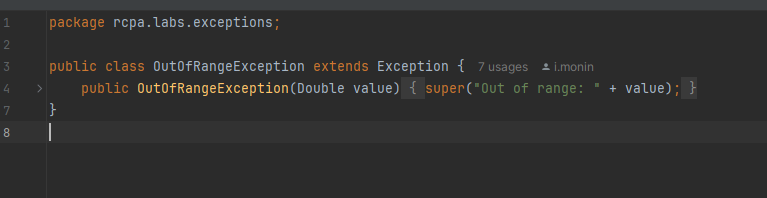 1 package rcpa.labs.exceptions;
2
3 public class OutOfRangeException extends Exception { 7 usages i.monin
4 public OutOfRangeException(Double value) { super("Out of range: " + value); }
7 }
8